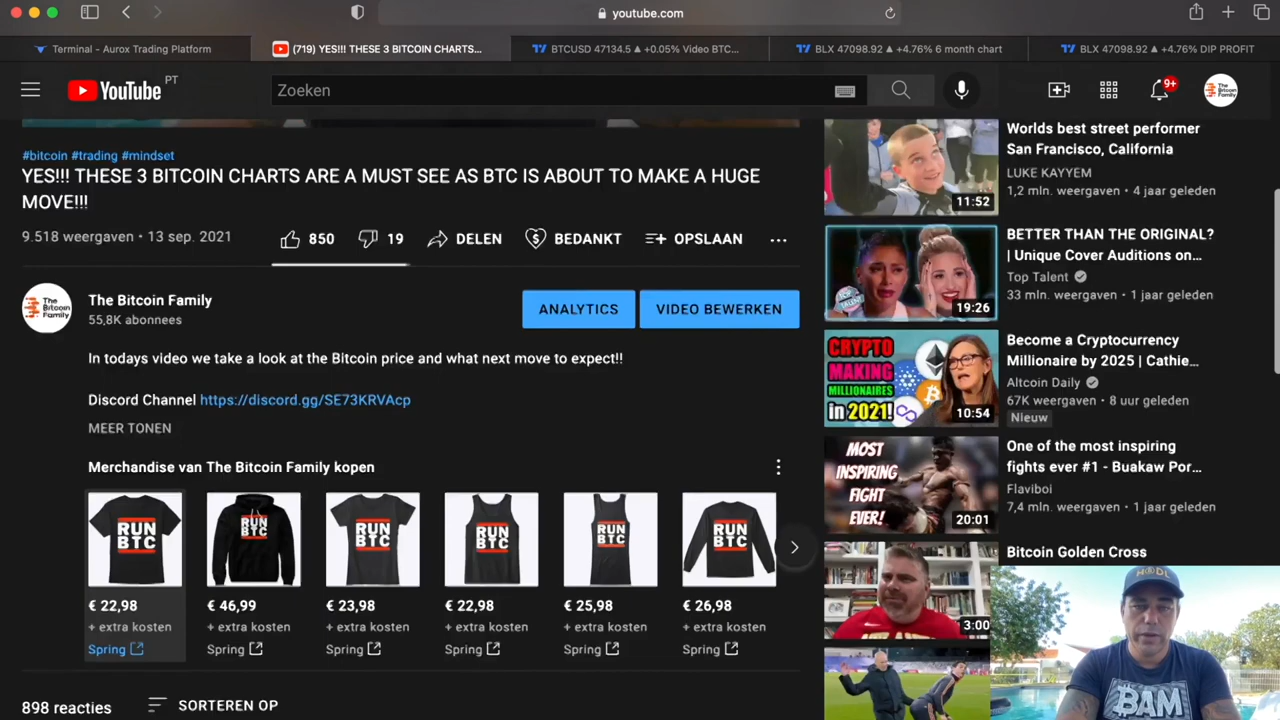 youtube.com
Terminal - Aurox Trading Platform
(719) YES!!! THESE 3 BITCOIN CHARTS...
BTCUSD 47134.5 ▲ +0.05% Video BTC...
BLX 47098.92 ▲ +4.76% 6 month chart
BLX 47098.92 ▲ +4.76% DIP PROFIT
YouTube PT
Zoeken
9+
The Bitcoin Family
#bitcoin #trading #mindset
YES!!! THESE 3 BITCOIN CHARTS ARE A MUST SEE AS BTC IS ABOUT TO MAKE A HUGE
MOVE!!!
9.518 weergaven • 13 sep. 2021
850
19
DELEN
BEDANKT
OPSLAAN
The Bitcoin Family
The Bitcoin Family
55,8K abonnees
ANALYTICS
VIDEO BEWERKEN
In todays video we take a look at the Bitcoin price and what next move to expect!!
Discord Channel https://discord.gg/SE73KRVAcp
MEER TONEN
Merchandise van The Bitcoin Family kopen
RUN BTC
RUN BTC
RUN BTC
RUN BTC
RUN BTC
RUN BTC
€ 22,98
+ extra kosten
Spring
€ 46,99
+ extra kosten
Spring
€ 23,98
+ extra kosten
Spring
€ 22,98
+ extra kosten
Spring
€ 25,98
+ extra kosten
Spring
€ 26,98
+ extra kosten
Spring
898 reacties
SORTEREN OP
11:52
Worlds best street performer
San Francisco, California
LUKE KAYYEM
1,2 mln. weergaven • 4 jaar geleden
TOP TALENT
19:26
BETTER THAN THE ORIGINAL?
| Unique Cover Auditions on...
Top Talent
33 mln. weergaven • 1 jaar geleden
CRYPTO
MAKING
MILLIONAIRES
in 2021!
10:54
Become a Cryptocurrency
Millionaire by 2025 | Cathie...
Altcoin Daily
67K weergaven • 8 uur geleden
Nieuw
MOST
INSPIRING
FIGHT
EVER!
20:01
One of the most inspiring
fights ever #1 - Buakaw Por...
Flaviboi
7,4 mln. weergaven • 1 jaar geleden
3:00
Bitcoin Golden Cross
HODL
BAM